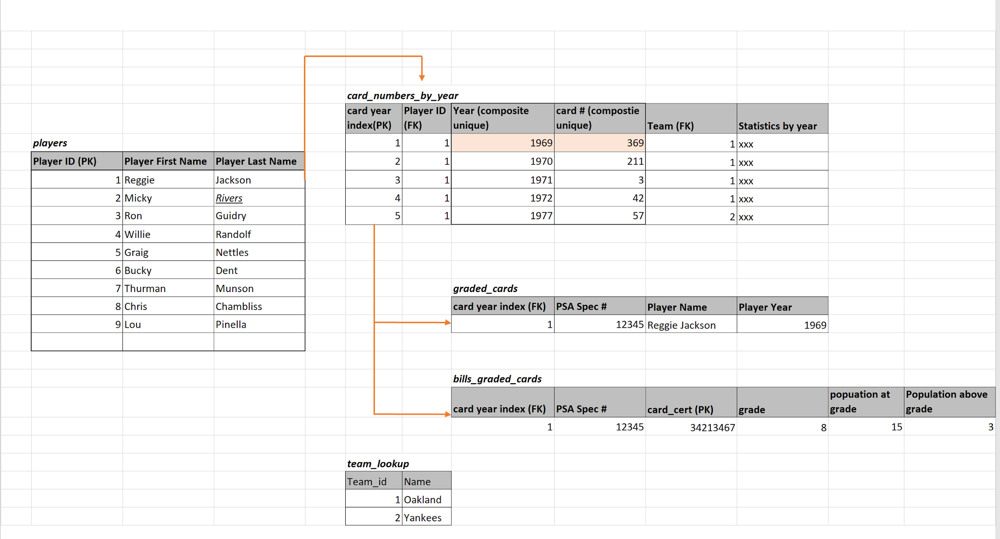 players
Player ID (PK) Player First Name Player Last Name
1 Reggie Jackson
2 Micky Rivers
3 Ron Guidry
4 Willie Randolf
5 Graig Nettles
6 Bucky Dent
7 Thurman Munson
8 Chris Chambliss
9 Lou Pinella
card_numbers_by_year
card year Player ID Year (composite card # (compostie
index(PK) (FK) unique) unique) Team (FK) Statistics by year
1 1 1969 369 1 xxx
2 1 1970 211 1 xxx
3 1 1971 3 1 xxx
4 1 1972 42 1 xxx
5 1 1977 57 2 xxx
graded_cards
card year index (FK) PSA Spec # Player Name Player Year
1 12345 Reggie Jackson 1969
bills_graded_cards
popuation at Population above
card year index (FK) PSA Spec # card_cert (PK) grade grade grade
1 12345 34213467 8 15 3
team_lookup
Team_id Name
1 Oakland
2 Yankees